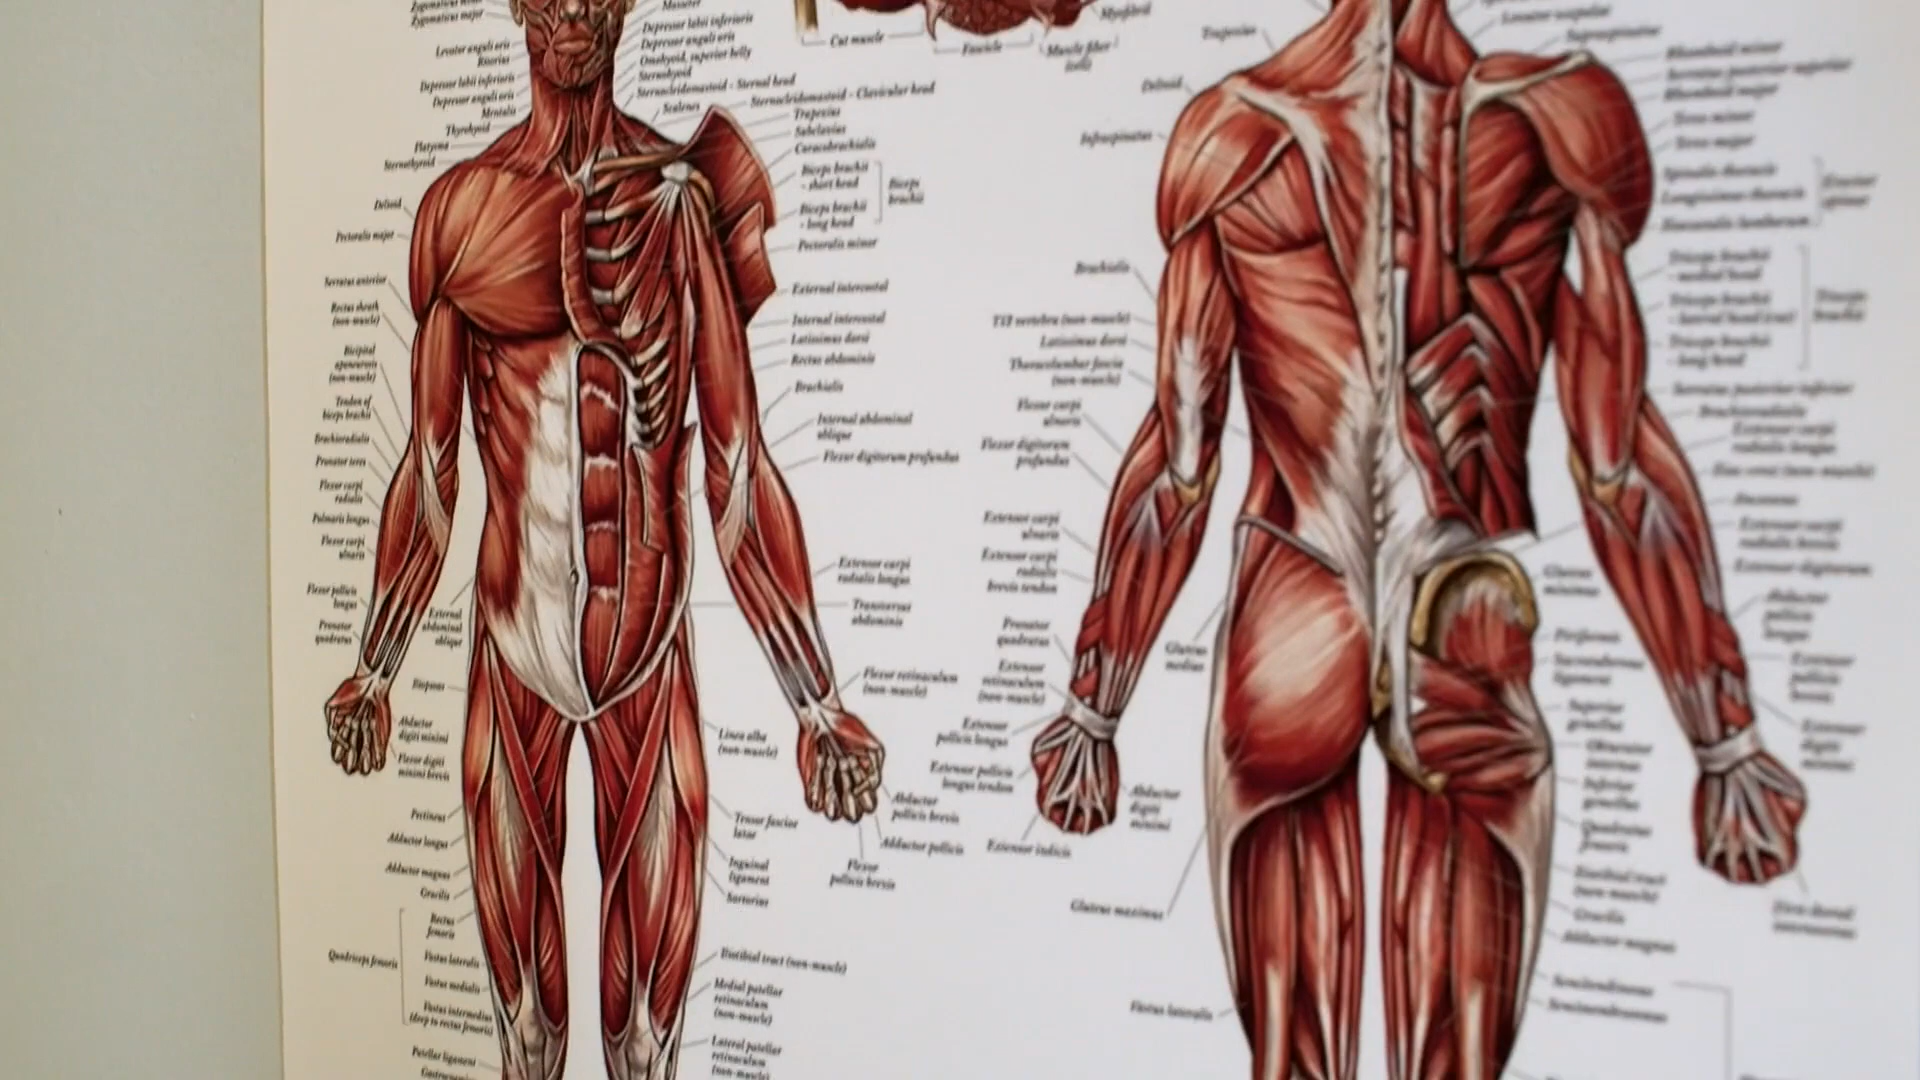 Zygomaticus major
Levator anguli oris
Risorius
Depressor labii inferioris
Depressor anguli oris
Mentalis
Thyrohyoid
Platysma
Sternothyroid
Deltoid
Pectoralis major
Serratus anterior
Rectus sheath
(non-muscle)
Bicipital
aponeurosis
(non-muscle)
Tendon of
biceps brachii
Brachioradialis
Pronator teres
Flexor carpi
radialis
Palmaris longus
Flexor carpi
ulnaris
Flexor pollicis
longus
Pronator
quadratus
External
abdominal
oblique
Iliopsoas
Abductor
digiti minimi
Flexor digiti
minimi brevis
Pectineus
Adductor longus
Adductor magnus
Gracilis
Rectus
femoris
Quadriceps femoris
Vastus lateralis
Vastus medialis
Vastus intermedius
(deep to rectus femoris)
Patellar ligament
Masseter
Depressor labii inferioris
Depressor anguli oris
Omohyoid, superior belly
Sternohyoid
Sternocleidomastoid - Sternal head
Sternocleidomastoid - Clavicular head
Scalenes
Trapezius
Subclavius
Coracobrachialis
Biceps brachii
- short head
Biceps brachii
- long head
Biceps
brachii
Pectoralis minor
External intercostal
Internal intercostal
Latissimus dorsi
Rectus abdominis
Brachialis
Internal abdominal
oblique
Flexor digitorum profundus
Extensor carpi
radialis longus
Transversus
abdominis
Flexor retinaculum
(non-muscle)
Linea alba
(non-muscle)
Abductor
pollicis brevis
Adductor pollicis
Flexor
pollicis brevis
Tensor fasciae
latae
Inguinal
ligament
Sartorius
Iliotibial tract (non-muscle)
Medial patellar
retinaculum
(non-muscle)
Lateral patellar
retinaculum
(non-muscle)
Cut muscle
Fascicle
Muscle fiber
(cell)
Myofibril
Trapezius
Deltoid
Infraspinatus
Brachialis
T12 vertebra (non-muscle)
Latissimus dorsi
Thoracolumbar fascia
(non-muscle)
Flexor carpi
ulnaris
Flexor digitorum
profundus
Extensor carpi
ulnaris
Extensor carpi
radialis
brevis tendon
Pronator
quadratus
Extensor
retinaculum
(non-muscle)
Extensor
pollicis longus
Extensor pollicis
longus tendon
Extensor indicis
Abductor
digiti
minimi
Gluteus
medius
Gluteus maximus
Vastus lateralis
Levator scapulae
Supraspinatus
Rhomboid minor
Serratus posterior superior
Rhomboid major
Teres minor
Teres major
Spinalis thoracis
Longissimus thoracis
Iliocostalis lumborum
Erector
spinae
Triceps brachii
- medial head
Triceps brachii
- lateral head (cut)
Triceps brachii
- long head
Triceps
brachii
Serratus posterior inferior
Brachioradialis
Extensor carpi
radialis longus
Iliac crest (non-muscle)
Anconeus
Extensor carpi
radialis brevis
Extensor digitorum
Gluteus
minimus
Abductor
pollicis
longus
Piriformis
Sacrotuberous
ligament
Extensor
pollicis
brevis
Superior
gemellus
Obturator
internus
Extensor
digiti
minimi
Inferior
gemellus
Quadratus
femoris
Iliotibial tract
(non-muscle)
Gracilis
Adductor magnus
Semitendinosus
Semimembranosus